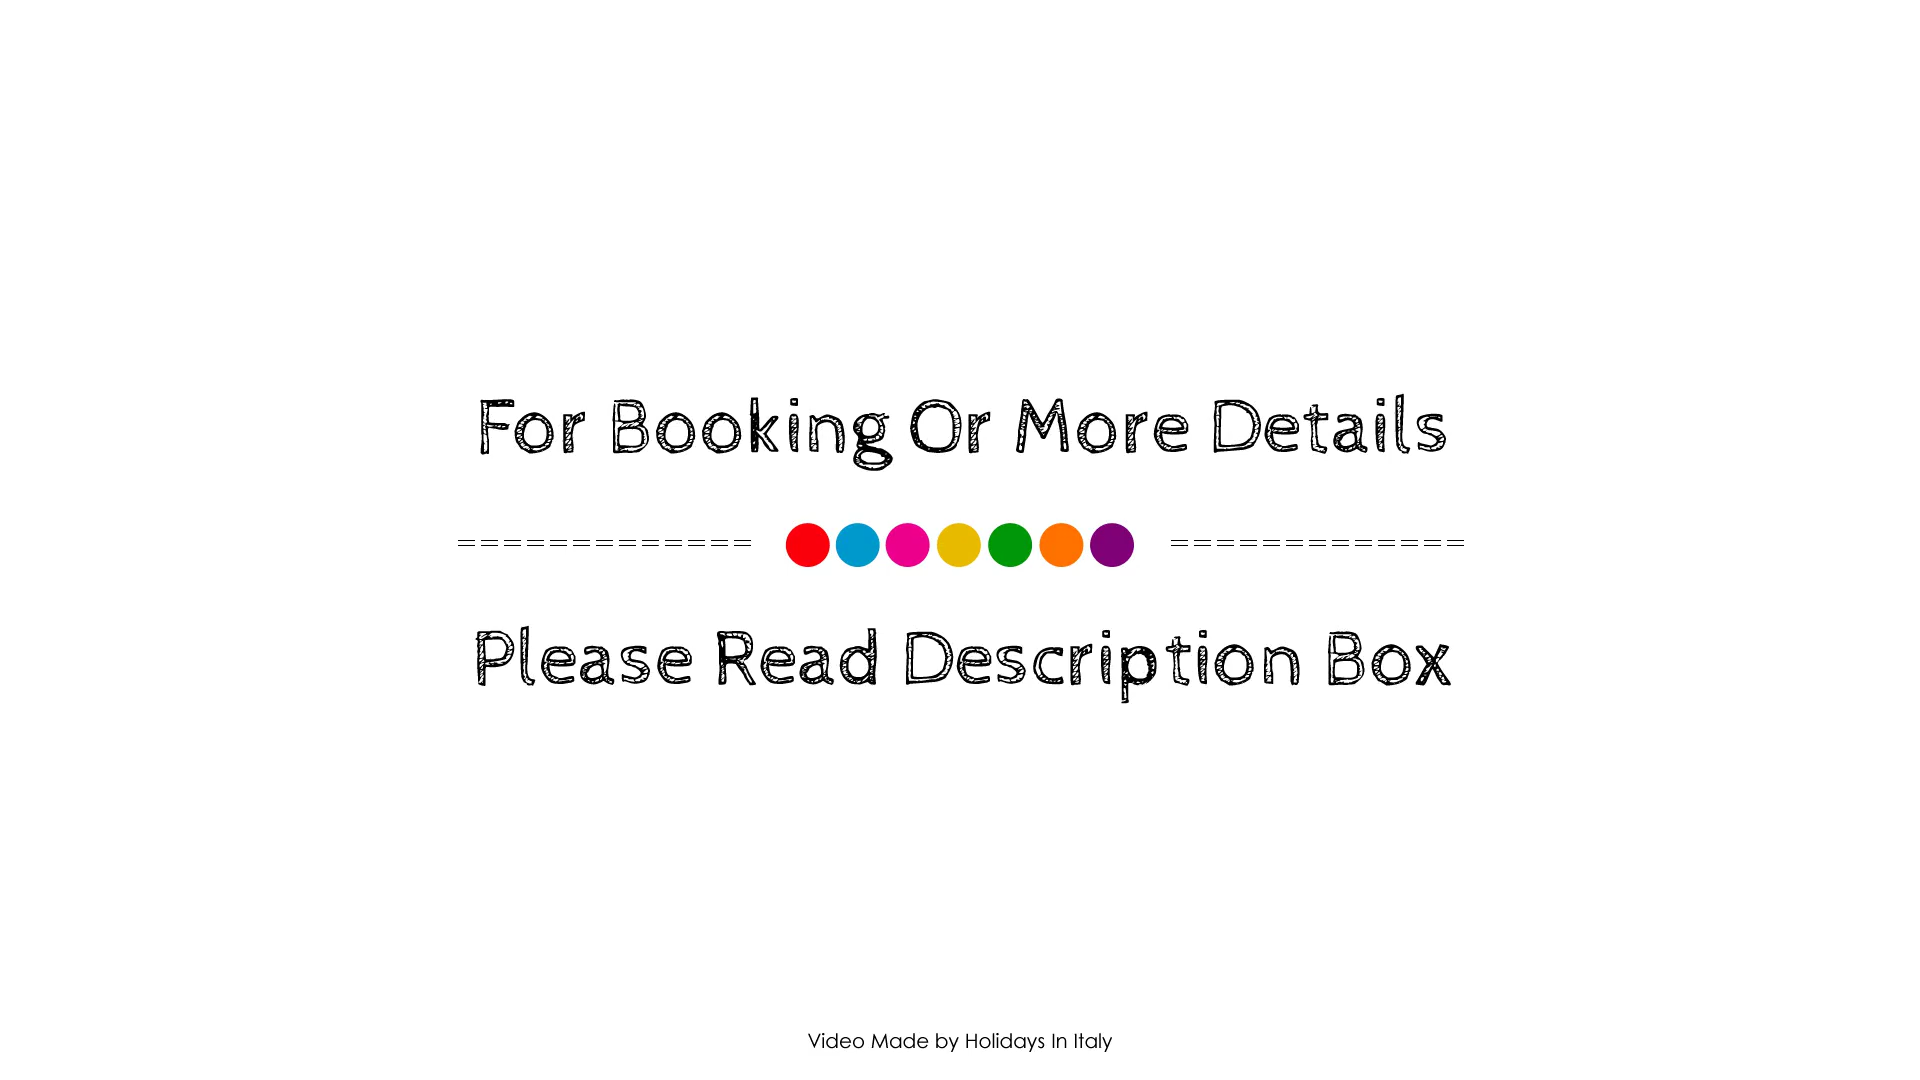 For Booking Or More Details
============= =============
Please Read Description Box
Video Made by Holidays In Italy